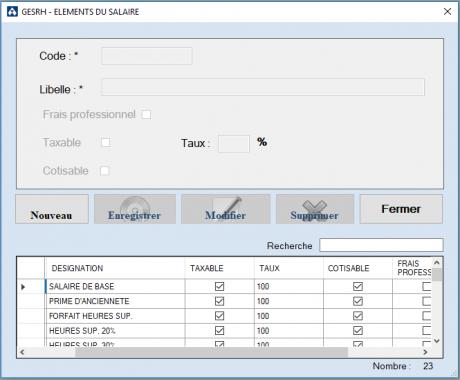 GESRH - ELEMENTS DU SALAIRE
Code : *
Libelle : *
Frais professionnel
Taxable
Taux : %
Cotisable
Nouveau Enregistrer Modifier Supprimer Fermer
Recherche
DESIGNATION TAXABLE TAUX COTISABLE FRAIS PROFESS
SALAIRE DE BASE 100
PRIME D'ANCIENNETE 100
FORFAIT HEURES SUP. 100
HEURES SUP. 20% 100
HEURES SUP. 30% 100
Nombre : 23